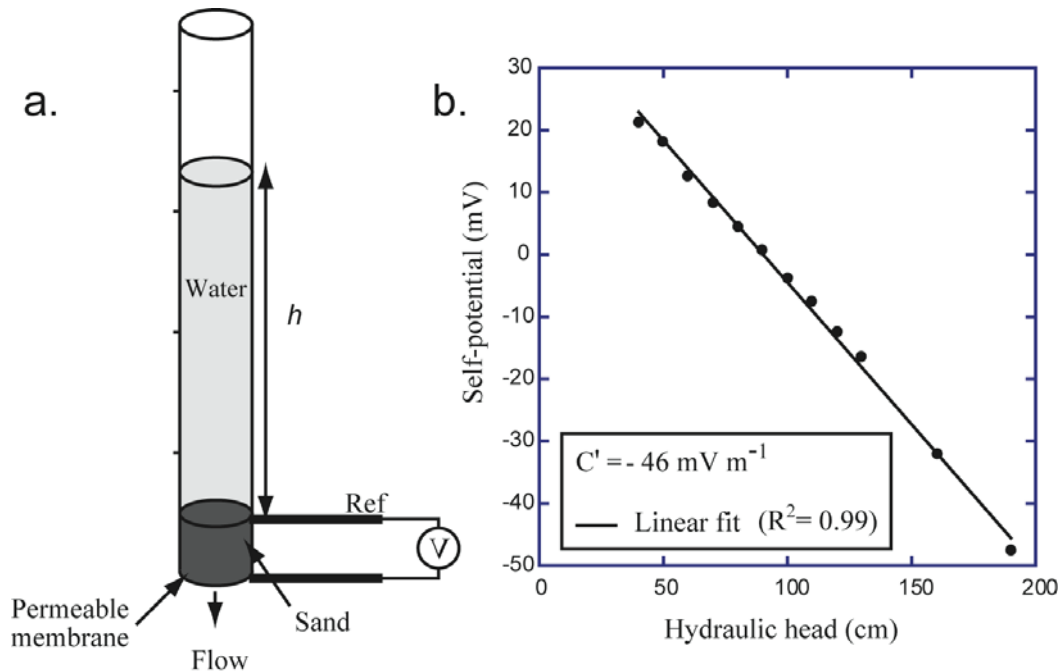 a.
Water
h
Ref
V
Permeable
membrane
Sand
Flow
b.
Self-potential (mV)
30
20
10
0
-10
-20
-30
-40
-50
0
50
100
150
200
Hydraulic head (cm)
C' = - 46 mV m⁻¹
Linear fit (R²= 0.99)